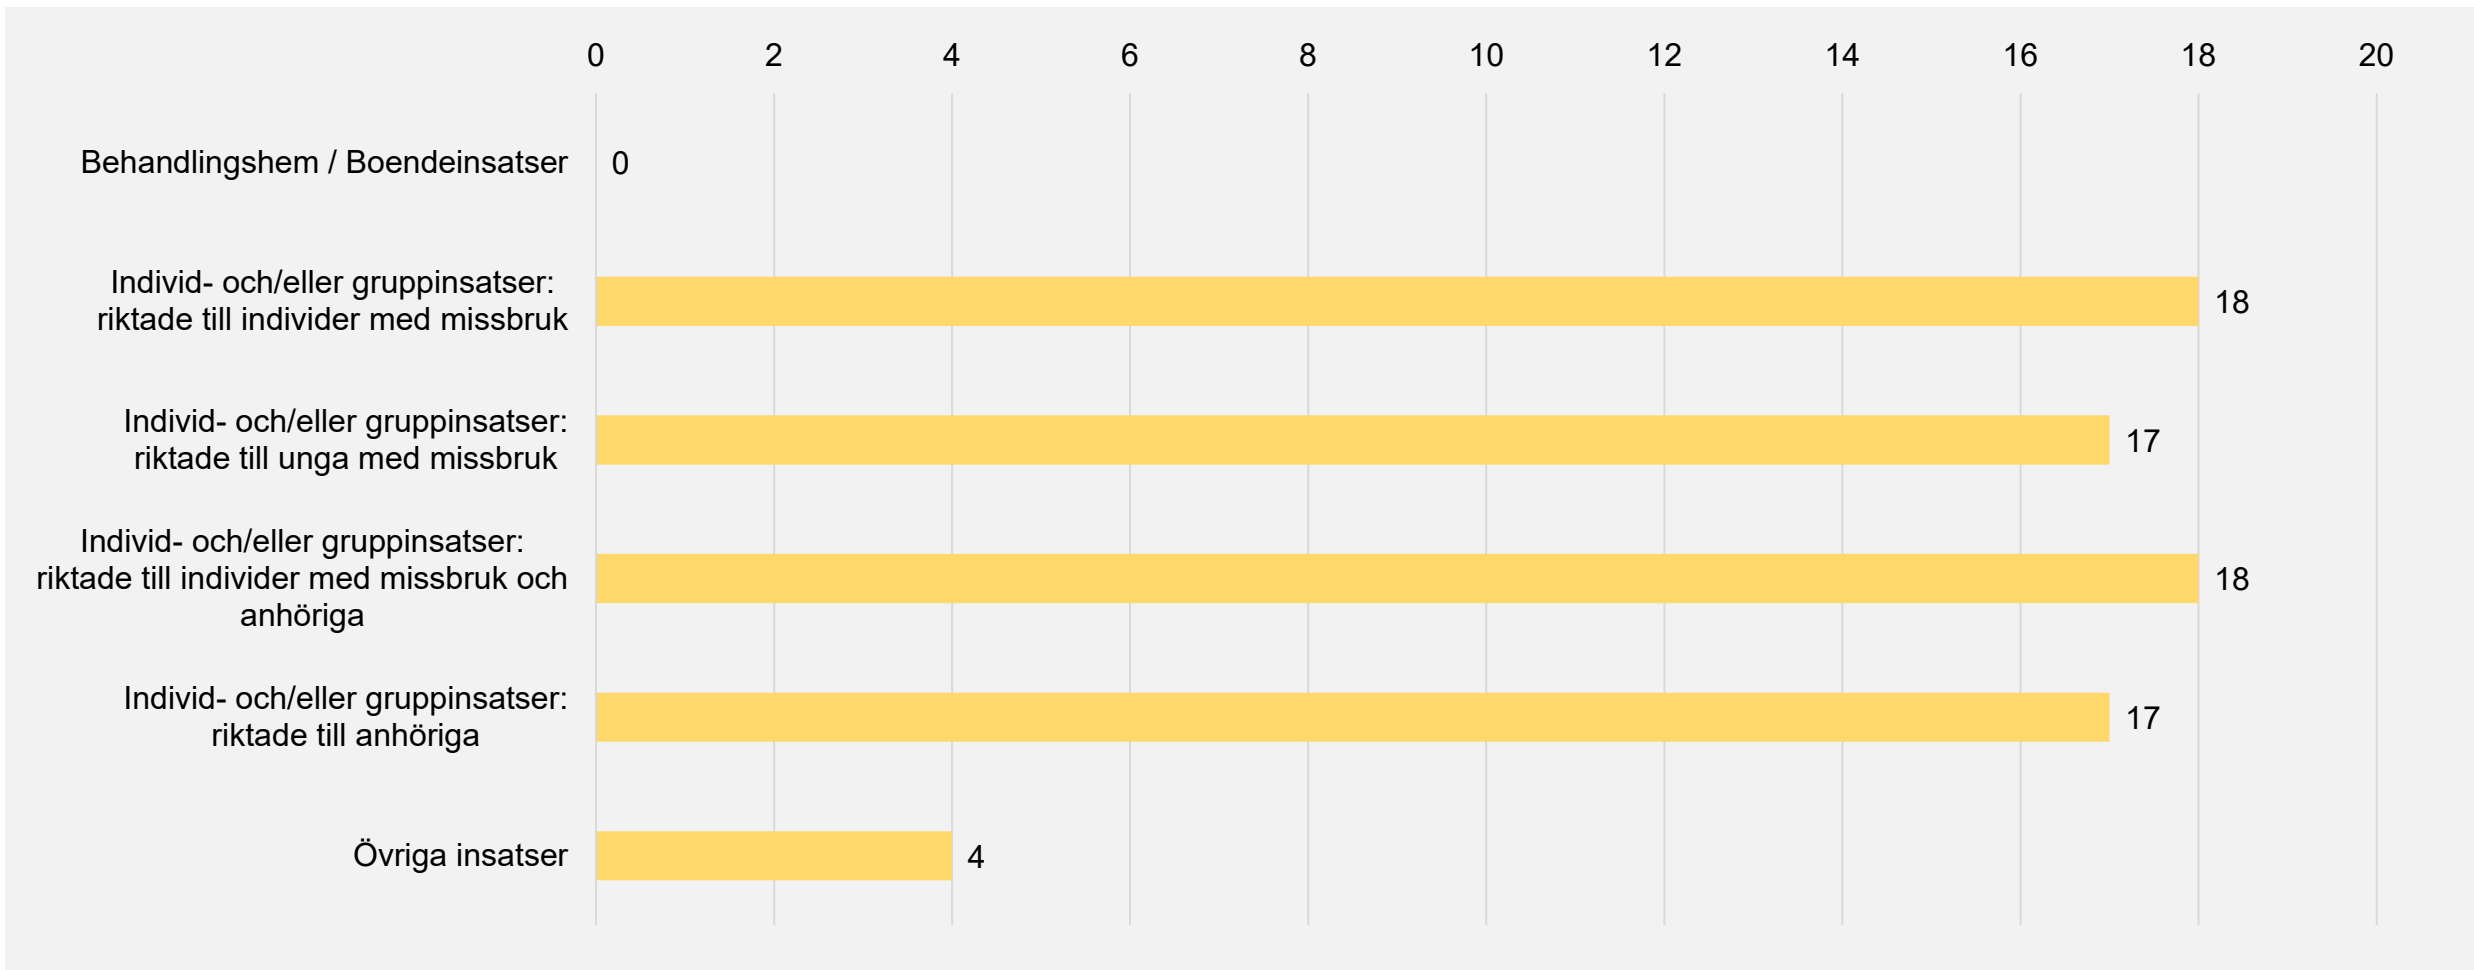 0 2 4 6 8 10 12 14 16 18 20
Behandlingshem / Boendeinsatser 0
Individ- och/eller gruppinsatser:
riktade till individer med missbruk
18
Individ- och/eller gruppinsatser:
riktade till unga med missbruk
17
Individ- och/eller gruppinsatser:
riktade till individer med missbruk och
anhöriga
18
Individ- och/eller gruppinsatser:
riktade till anhöriga
17
Övriga insatser 4